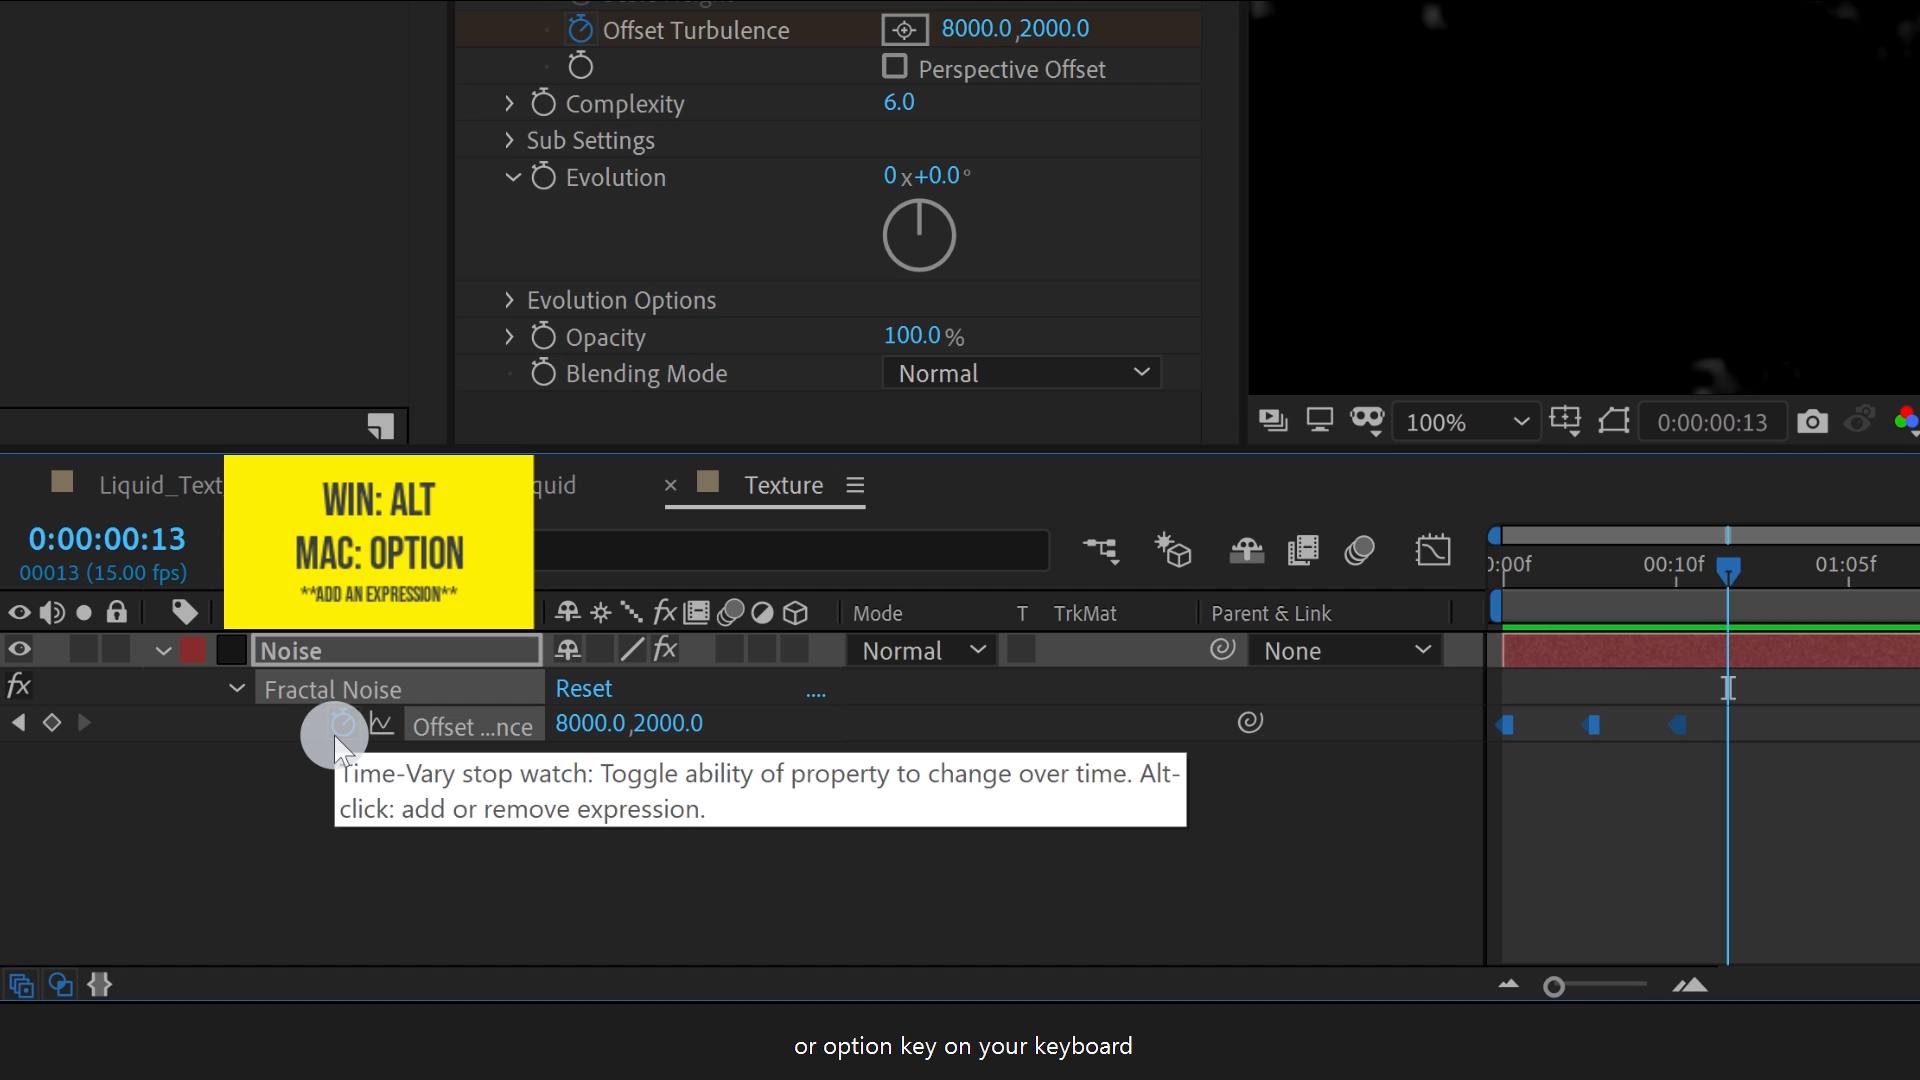 Offset Turbulence 8000.0,2000.0
Perspective Offset
Complexity 6.0
Sub Settings
Evolution 0x+0.0°
Evolution Options
Opacity 100.0%
Blending Mode Normal
100% 0:00:00:13
Liquid_Text quid × Texture
WIN: ALT
MAC: OPTION
**ADD AN EXPRESSION**
0:00:00:13
00013 (15.00 fps)
0:00f 00:10f 01:05f
fx Mode T TrkMat Parent & Link
Noise fx Normal None
fx Fractal Noise Reset ....
Offset ...nce 8000.0,2000.0
Time-Vary stop watch: Toggle ability of property to change over time. Alt-
click: add or remove expression.
or option key on your keyboard